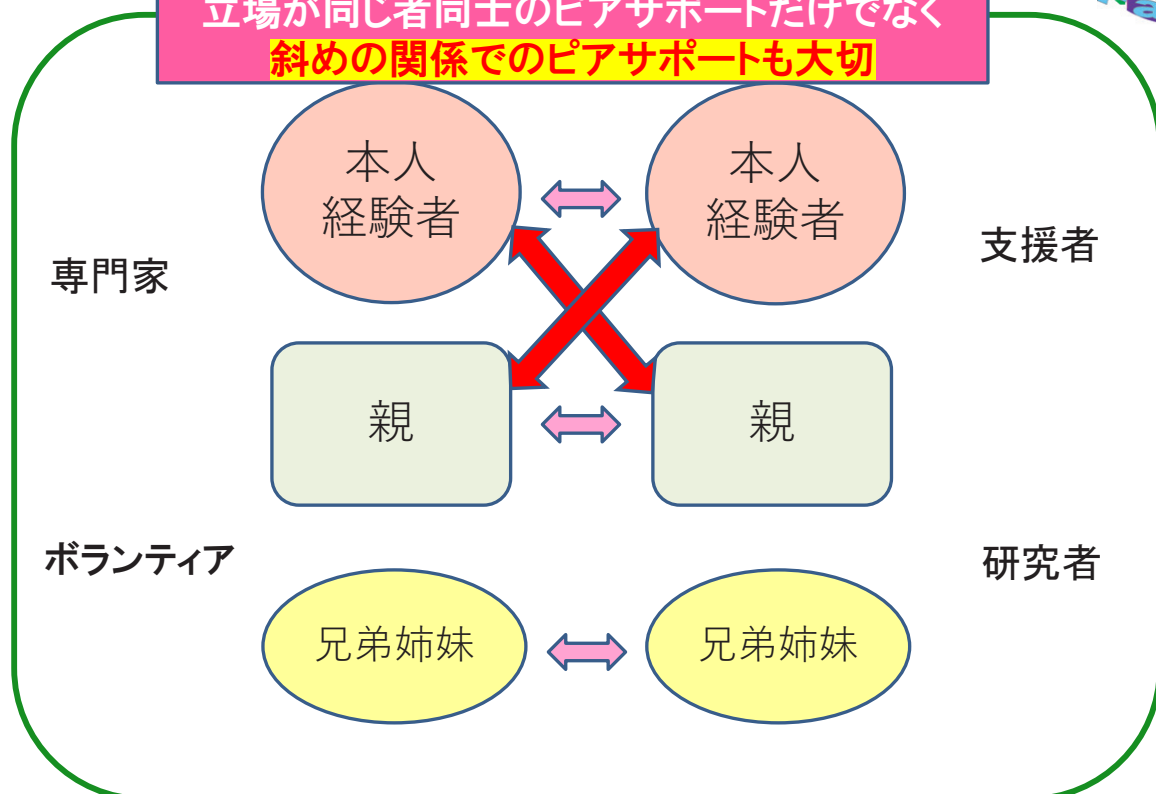 立場が同じ者同士のピアサポートだけでなく
斜めの関係でのピアサポートも大切
本人
経験者
本人
経験者
専門家
支援者
親
親
ボランティア
研究者
兄弟姉妹
兄弟姉妹